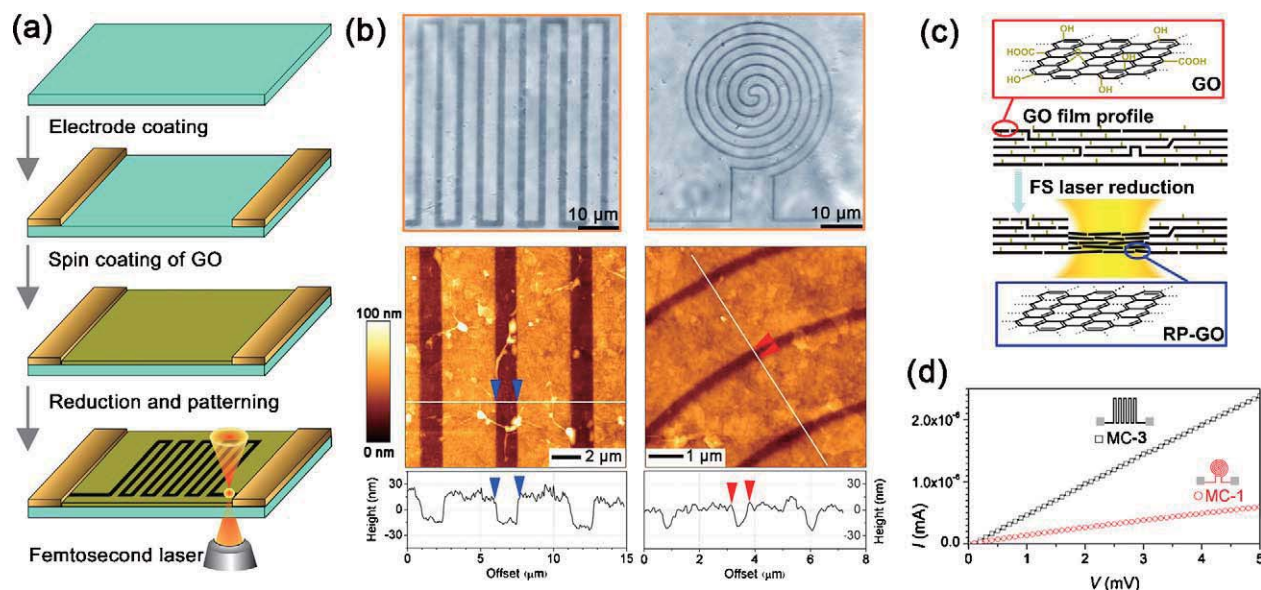 (a)
Electrode coating
Spin coating of GO
Reduction and patterning
Femtosecond laser
(b)
10 μm
10 μm
100 nm
0 nm
2 μm
1 μm
Height (nm)
30
0
-30
0 5 10 15
Offset (μm)
30
0
-30
Height (nm)
0 2 4 6 8
Offset (μm)
(c)
OH
OH
HOOC
O
OH
COOH
HO
OH
GO
GO film profile
FS laser reduction
RP-GO
(d)
I (mA)
2.0x10⁻⁶
1.0x10⁻⁶
0.0
MC-3
MC-1
0 1 2 3 4 5
V (mV)